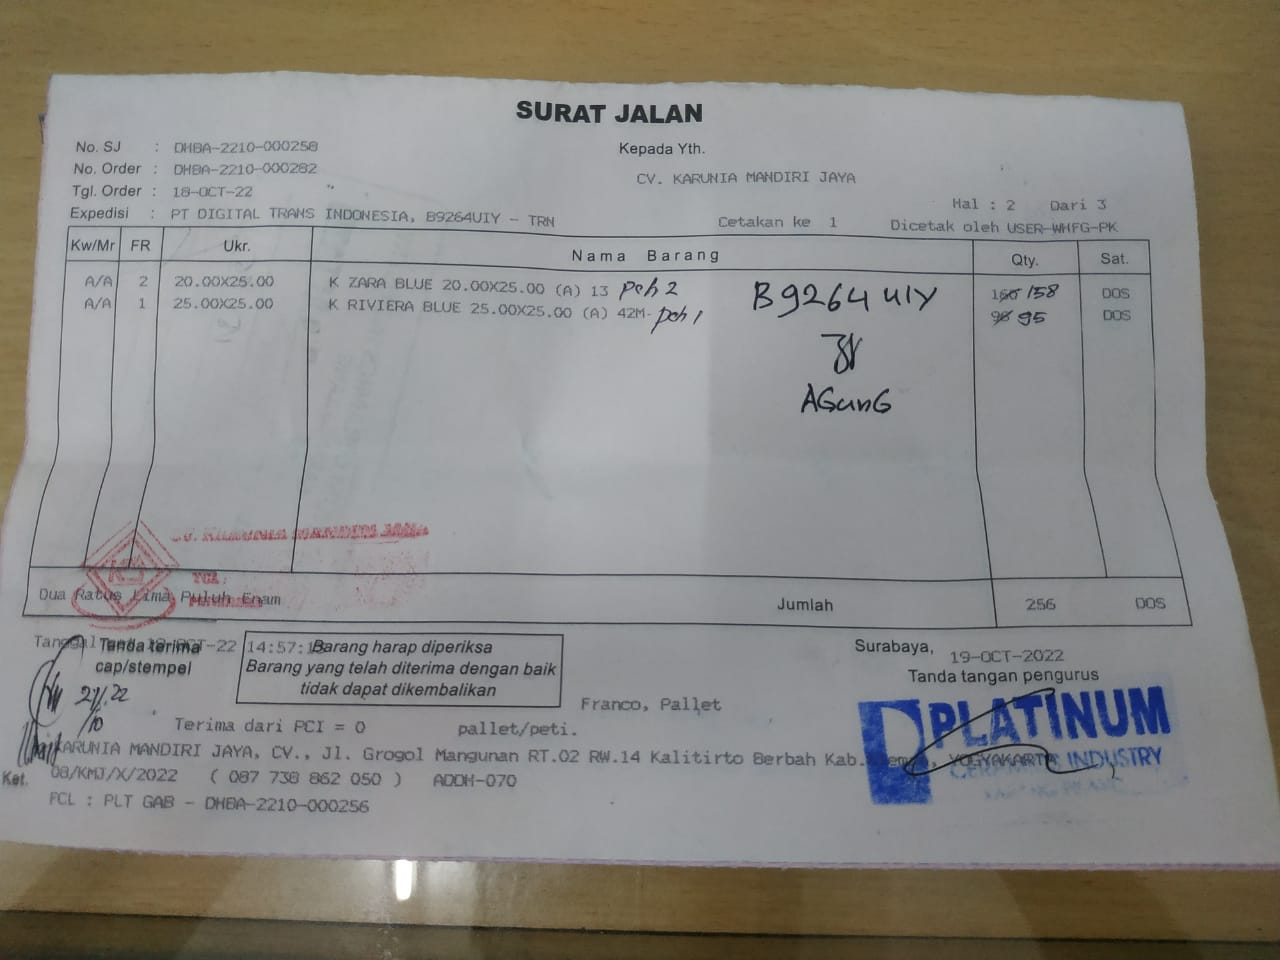 SURAT JALAN
No. SJ : DHBA-2210-000258
No. Order : DHBA-2210-000282
Tgl. Order : 18-OCT-22
Expedisi : PT DIGITAL TRANS INDONESIA, B9264UIY - TRN
Kepada Yth.
CV. KARUNIA MANDIRI JAYA
Hal : 2 Dari 3
Cetakan ke 1 Dicetak oleh USER-WHFG-PK
Kw/Mr FR Ukr. Nama Barang Qty. Sat.
A/A 2 20.00X25.00 K ZARA BLUE 20.00X25.00 (A) 13 pch 2 160 158 DOS
A/A 1 25.00X25.00 K RIVIERA BLUE 25.00X25.00 (A) 42M- pch 1 96 95 DOS
B9264 UIY
AGUNG
CV. KARUNIA MANDIRI JAYA
TGL :
Dua Ratus Lima Puluh Enam Jumlah 256 DOS
Tanggal 18-OCT-22 14:57:1
Tanda terima
cap/stempel
21/10.22
Barang harap diperiksa
Barang yang telah diterima dengan baik
tidak dapat dikembalikan
Surabaya, 19-OCT-2022
Tanda tangan pengurus
Franco, Pallet
PLATINUM
CERAMICS INDUSTRY
Terima dari PCI = 0 pallet/peti.
KARUNIA MANDIRI JAYA, CV., Jl. Grogol Mangunan RT.02 RW.14 Kalitirto Berbah Kab. YOGYAKARTA
Ket. 08/KMJ/X/2022 ( 087 738 862 050 ) ADDH-070
FCL : PLT GAB - DHBA-2210-000256